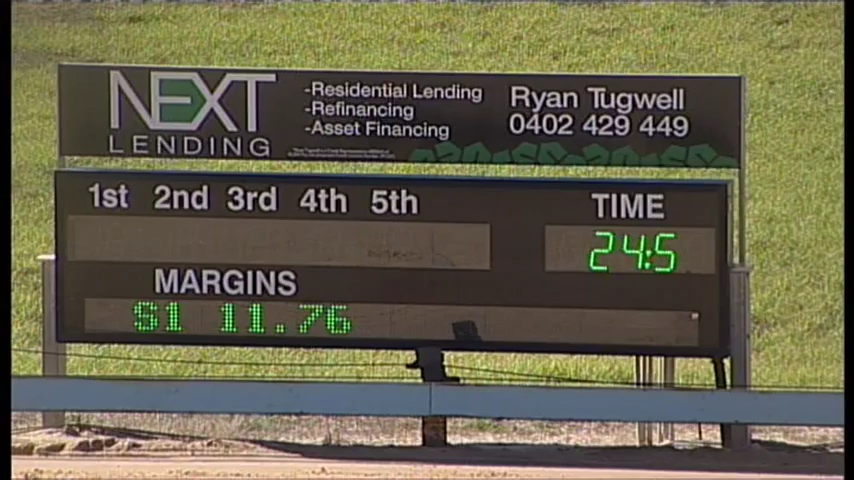 NEXT
LENDING
-Residential Lending
-Refinancing
-Asset Financing
Ryan Tugwell
0402 429 449
1st 2nd 3rd 4th 5th
TIME
24:5
MARGINS
S1 11.76